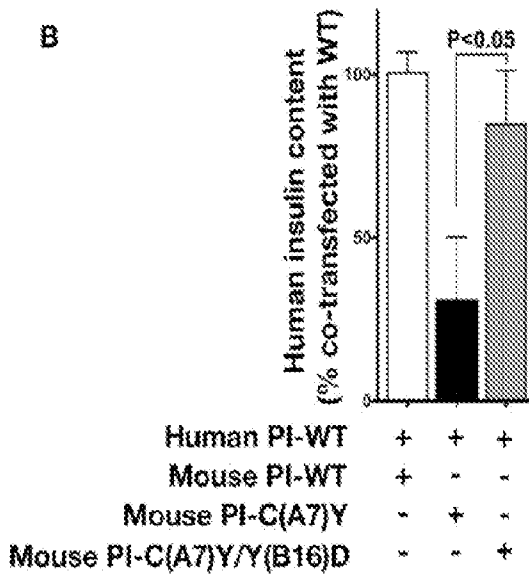 B
P<0.05
Human insulin content
(% co-transfected with WT)
100
50
0
Human PI-WT + + +
Mouse PI-WT + - -
Mouse PI-C(A7)Y - + -
Mouse PI-C(A7)Y/Y(B16)D - - +